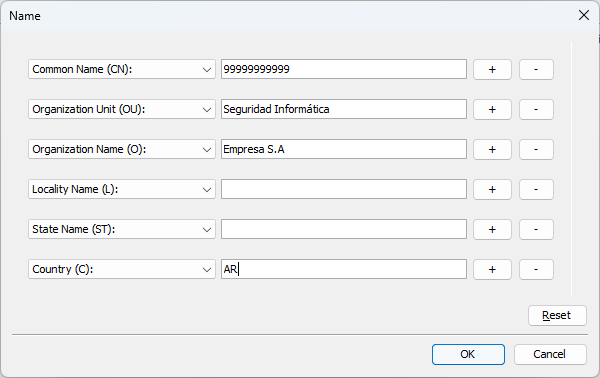 Name
Common Name (CN): 99999999999 + -
Organization Unit (OU): Seguridad Informática + -
Organization Name (O): Empresa S.A + -
Locality Name (L): + -
State Name (ST): + -
Country (C): AR + -
Reset
OK Cancel